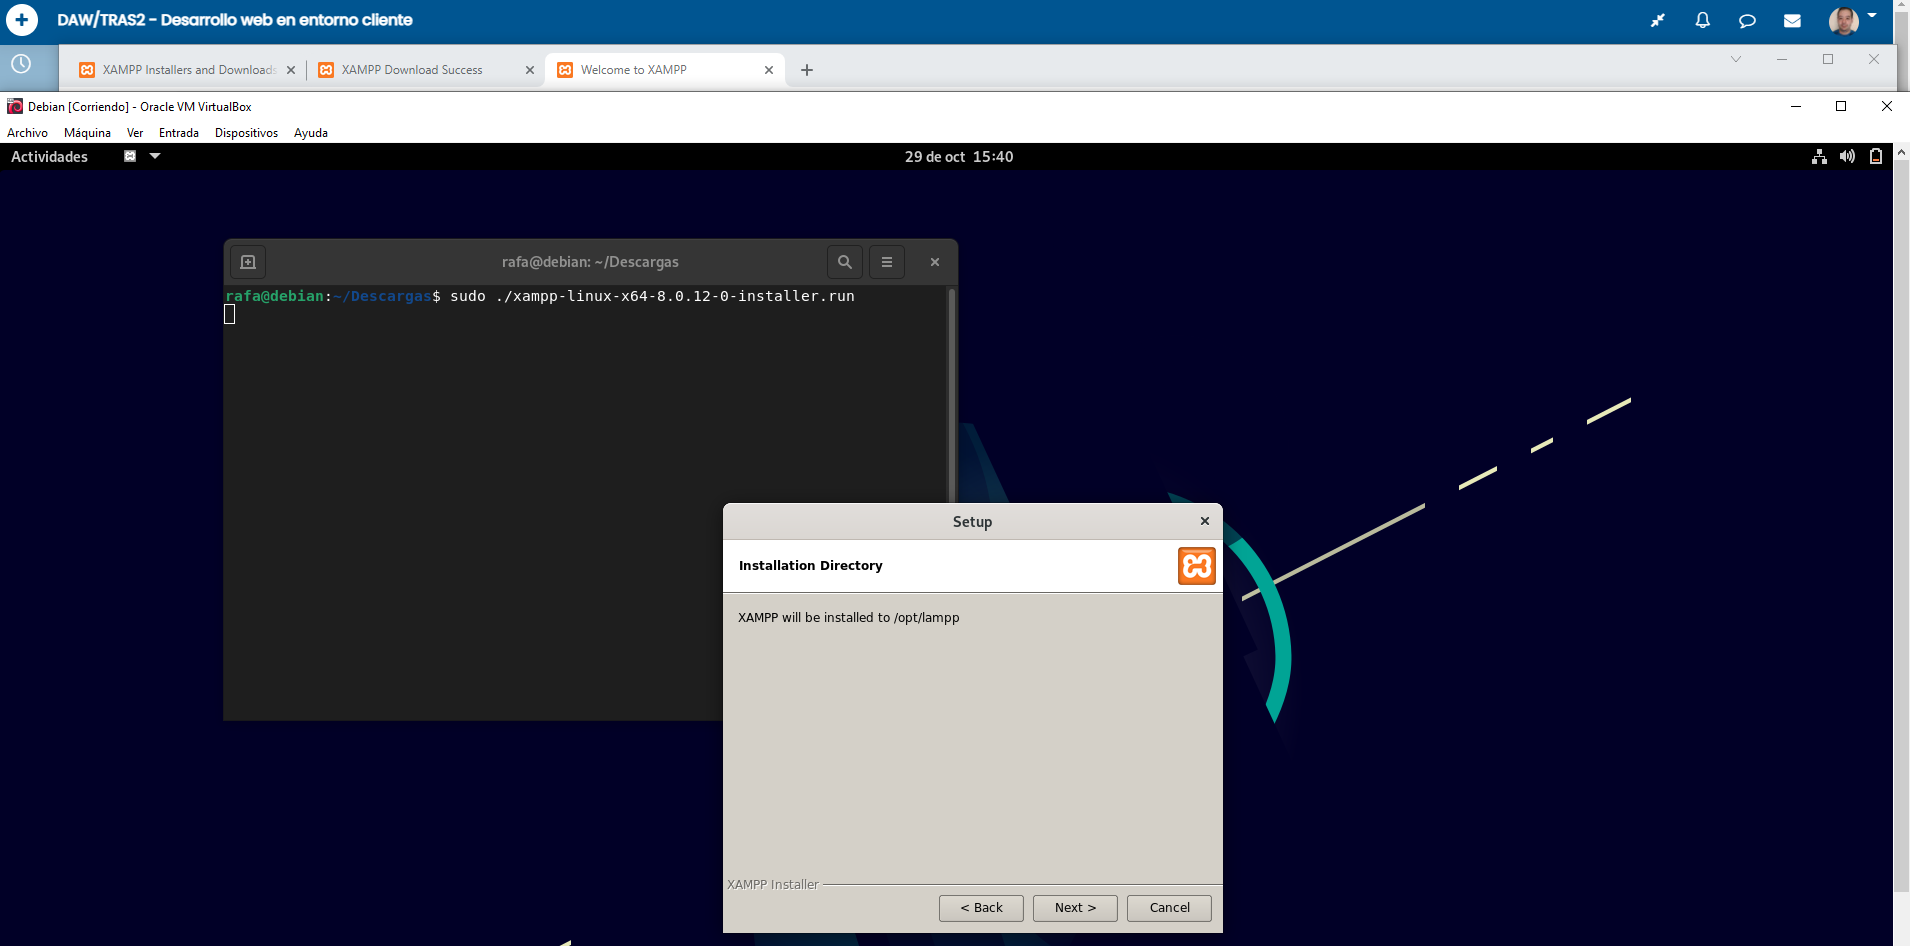 DAW/TRAS2 - Desarrollo web en entorno cliente
XAMPP Installers and Downloads
XAMPP Download Success
Welcome to XAMPP
Debian [Corriendo] - Oracle VM VirtualBox
Archivo Máquina Ver Entrada Dispositivos Ayuda
Actividades
29 de oct 15:40
rafa@debian: ~/Descargas
rafa@debian:~/Descargas$ sudo ./xampp-linux-x64-8.0.12-0-installer.run
Setup
Installation Directory
XAMPP will be installed to /opt/lampp
XAMPP Installer
< Back
Next >
Cancel